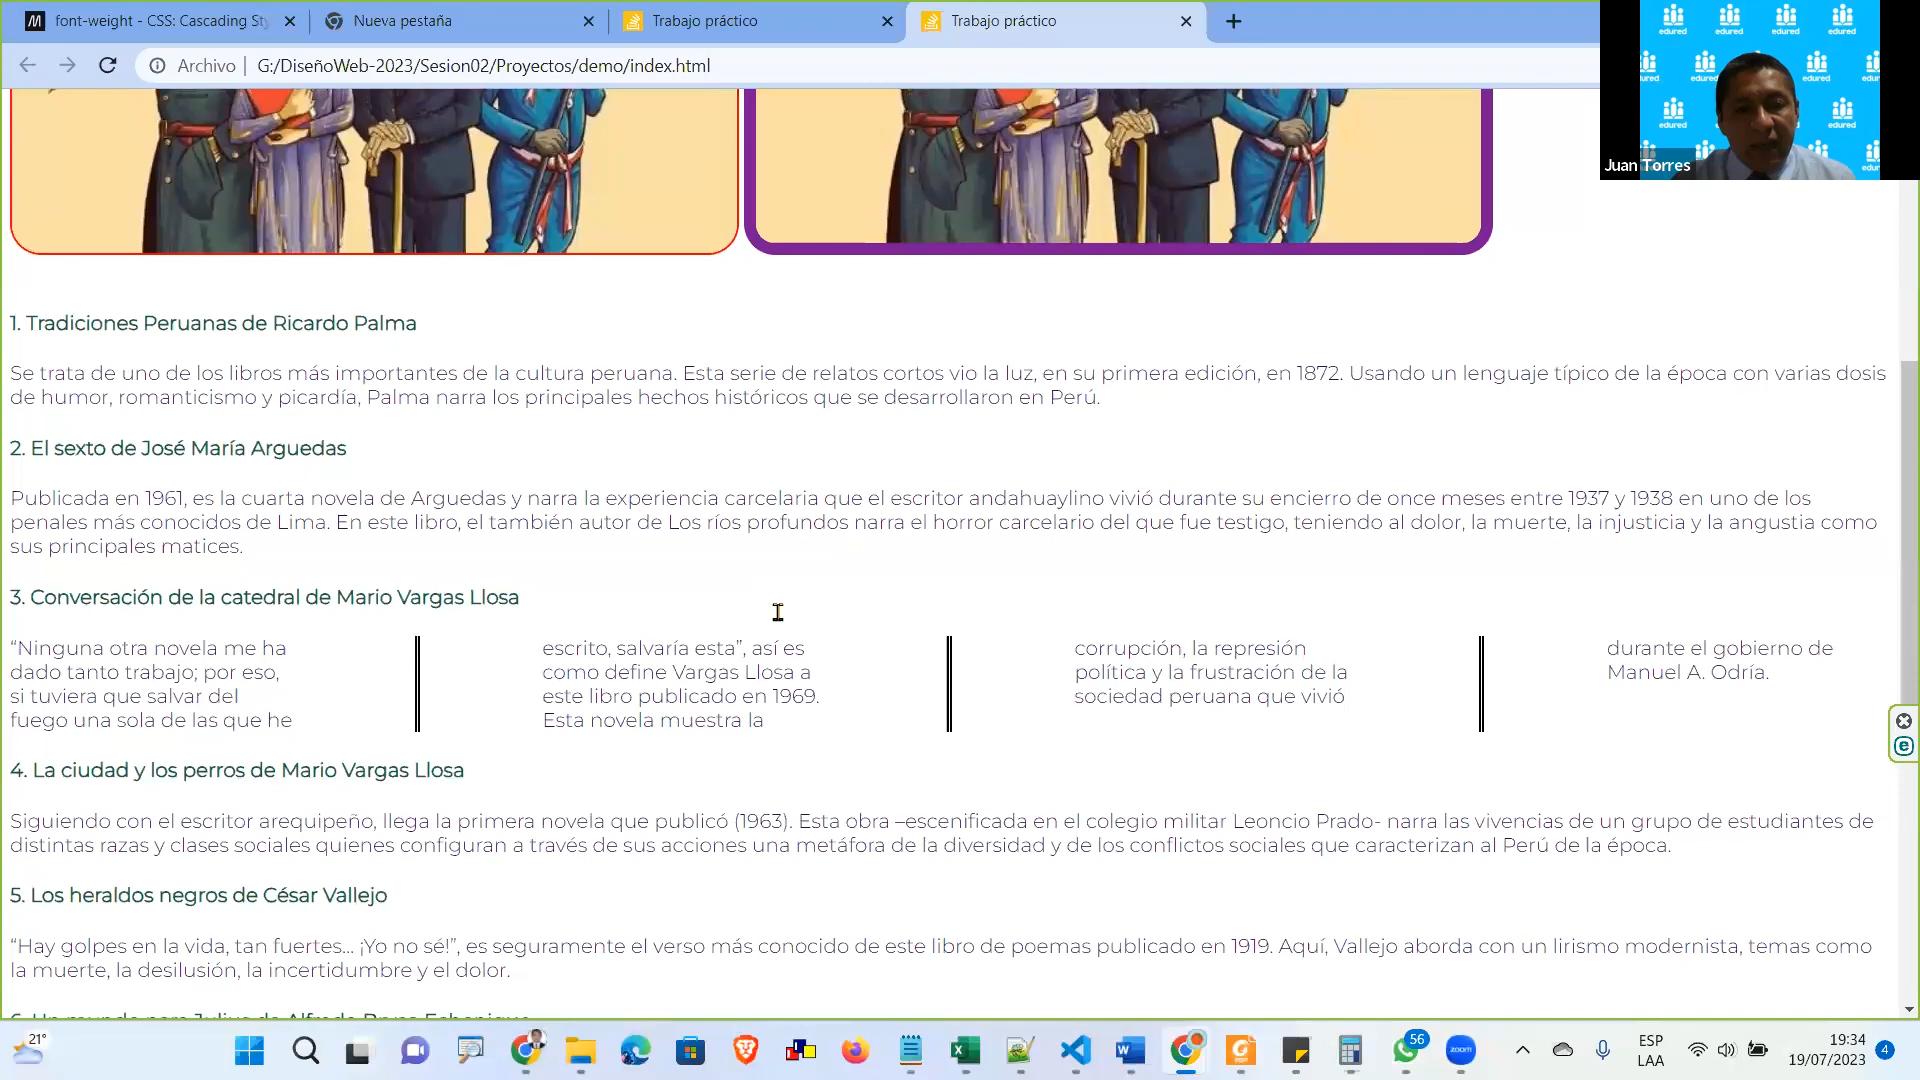 font-weight - CSS: Cascading St
Nueva pestaña
Trabajo práctico
Trabajo práctico
Archivo
G:/DiseñoWeb-2023/Sesion02/Proyectos/demo/index.html
edured edured edured edured
edured edured
edured edured
Juan Torres
1. Tradiciones Peruanas de Ricardo Palma
Se trata de uno de los libros más importantes de la cultura peruana. Esta serie de relatos cortos vio la luz, en su primera edición, en 1872. Usando un lenguaje típico de la época con varias dosis
de humor, romanticismo y picardía, Palma narra los principales hechos históricos que se desarrollaron en Perú.
2. El sexto de José María Arguedas
Publicada en 1961, es la cuarta novela de Arguedas y narra la experiencia carcelaria que el escritor andahuaylino vivió durante su encierro de once meses entre 1937 y 1938 en uno de los
penales más conocidos de Lima. En este libro, el también autor de Los ríos profundos narra el horror carcelario del que fue testigo, teniendo al dolor, la muerte, la injusticia y la angustia como
sus principales matices.
3. Conversación de la catedral de Mario Vargas Llosa
“Ninguna otra novela me ha
dado tanto trabajo; por eso,
si tuviera que salvar del
fuego una sola de las que he
escrito, salvaría esta”, así es
como define Vargas Llosa a
este libro publicado en 1969.
Esta novela muestra la
corrupción, la represión
política y la frustración de la
sociedad peruana que vivió
durante el gobierno de
Manuel A. Odría.
4. La ciudad y los perros de Mario Vargas Llosa
Siguiendo con el escritor arequipeño, llega la primera novela que publicó (1963). Esta obra –escenificada en el colegio militar Leoncio Prado- narra las vivencias de un grupo de estudiantes de
distintas razas y clases sociales quienes configuran a través de sus acciones una metáfora de la diversidad y de los conflictos sociales que caracterizan al Perú de la época.
5. Los heraldos negros de César Vallejo
“Hay golpes en la vida, tan fuertes... ¡Yo no sé!”, es seguramente el verso más conocido de este libro de poemas publicado en 1919. Aquí, Vallejo aborda con un lirismo modernista, temas como
la muerte, la desilusión, la incertidumbre y el dolor.
21°
56
zoom
ESP
LAA
19:34
19/07/2023
4